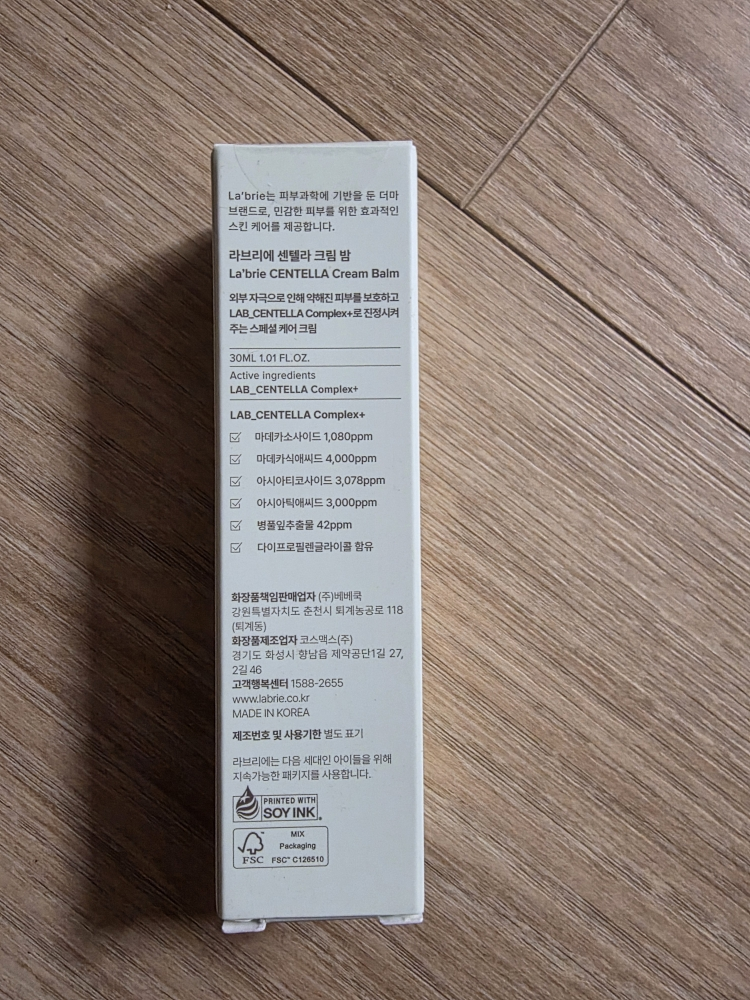 La'brie는 피부과학에 기반을 둔 더마
브랜드로, 민감한 피부를 위한 효과적인
스킨 케어를 제공합니다.
라브리에 센텔라 크림 밤
La'brie CENTELLA Cream Balm
외부 자극으로 인해 약해진 피부를 보호하고
LAB_CENTELLA Complex+로 진정시켜
주는 스페셜 케어 크림
30ML 1.01 FL.OZ.
Active ingredients
LAB_CENTELLA Complex+
LAB_CENTELLA Complex+
마데카소사이드 1,080ppm
마데카식애씨드 4,000ppm
아시아티코사이드 3,078ppm
아시아틱애씨드 3,000ppm
병풀잎추출물 42ppm
다이프로필렌글라이콜 함유
화장품책임판매업자 (주)베베쿡
강원특별자치도 춘천시 퇴계농공로 118
(퇴계동)
화장품제조업자 코스맥스(주)
경기도 화성시 향남읍 제약공단1길 27,
2길 46
고객행복센터 1588-2655
www.labrie.co.kr
MADE IN KOREA
제조번호 및 사용기한 별도 표기
라브리에는 다음 세대인 아이들을 위해
지속가능한 패키지를 사용합니다.
PRINTED WITH
SOY INK®
MIX
Packaging
FSC™ C126510
FSC